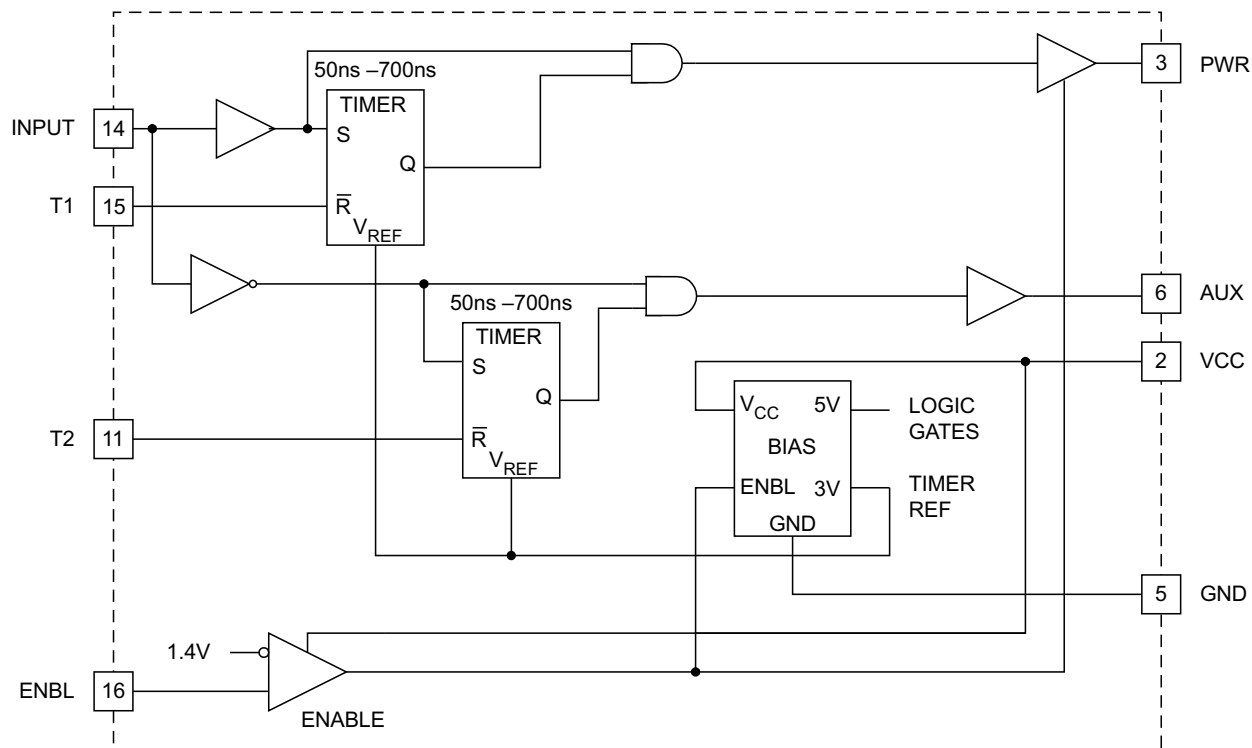 50ns –700ns
TIMER
3
PWR
INPUT
14
S
Q
T1
15
R̅
VREF
50ns –700ns
TIMER
6
AUX
S
2
VCC
Q
VCC
5V
LOGIC
GATES
T2
11
R̅
BIAS
VREF
ENBL
3V
TIMER
REF
GND
5
GND
1.4V
ENBL
16
ENABLE